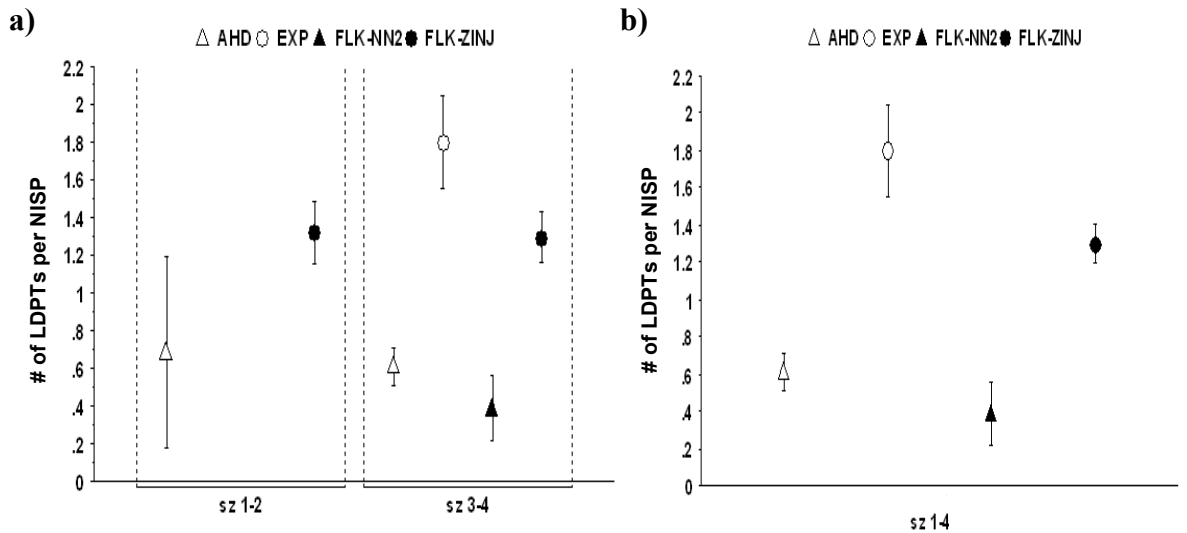 a)
△ AHD ○ EXP ▲ FLK-NN2 ● FLK-ZINJ
# of LDPTs per NISP
2.2
2
1.8
1.6
1.4
1.2
1
.8
.6
.4
.2
0
sz 1-2
sz 3-4
b)
△ AHD ○ EXP ▲ FLK-NN2 ● FLK-ZINJ
# of LDPTs per NISP
2.2
2
1.8
1.6
1.4
1.2
1
.8
.6
.4
.2
0
sz 1-4